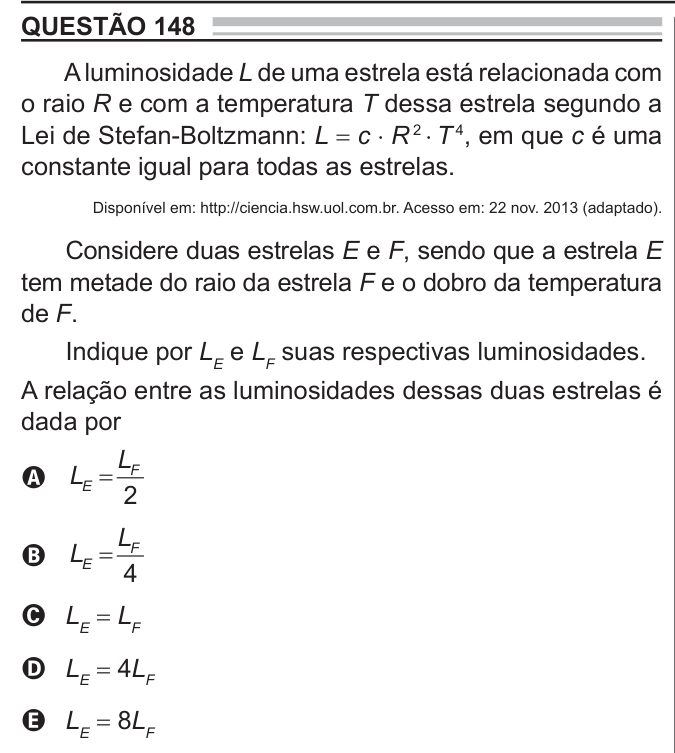 QUESTÃO 148
A luminosidade L de uma estrela está relacionada com
o raio R e com a temperatura T dessa estrela segundo a
Lei de Stefan-Boltzmann: L = c · R² · T⁴, em que c é uma
constante igual para todas as estrelas.
Disponível em: http://ciencia.hsw.uol.com.br. Acesso em: 22 nov. 2013 (adaptado).
Considere duas estrelas E e F, sendo que a estrela E
tem metade do raio da estrela F e o dobro da temperatura
de F.
Indique por L_E e L_F suas respectivas luminosidades.
A relação entre as luminosidades dessas duas estrelas é
dada por
A L_E = L_F/2
B L_E = L_F/4
C L_E = L_F
D L_E = 4L_F
E L_E = 8L_F